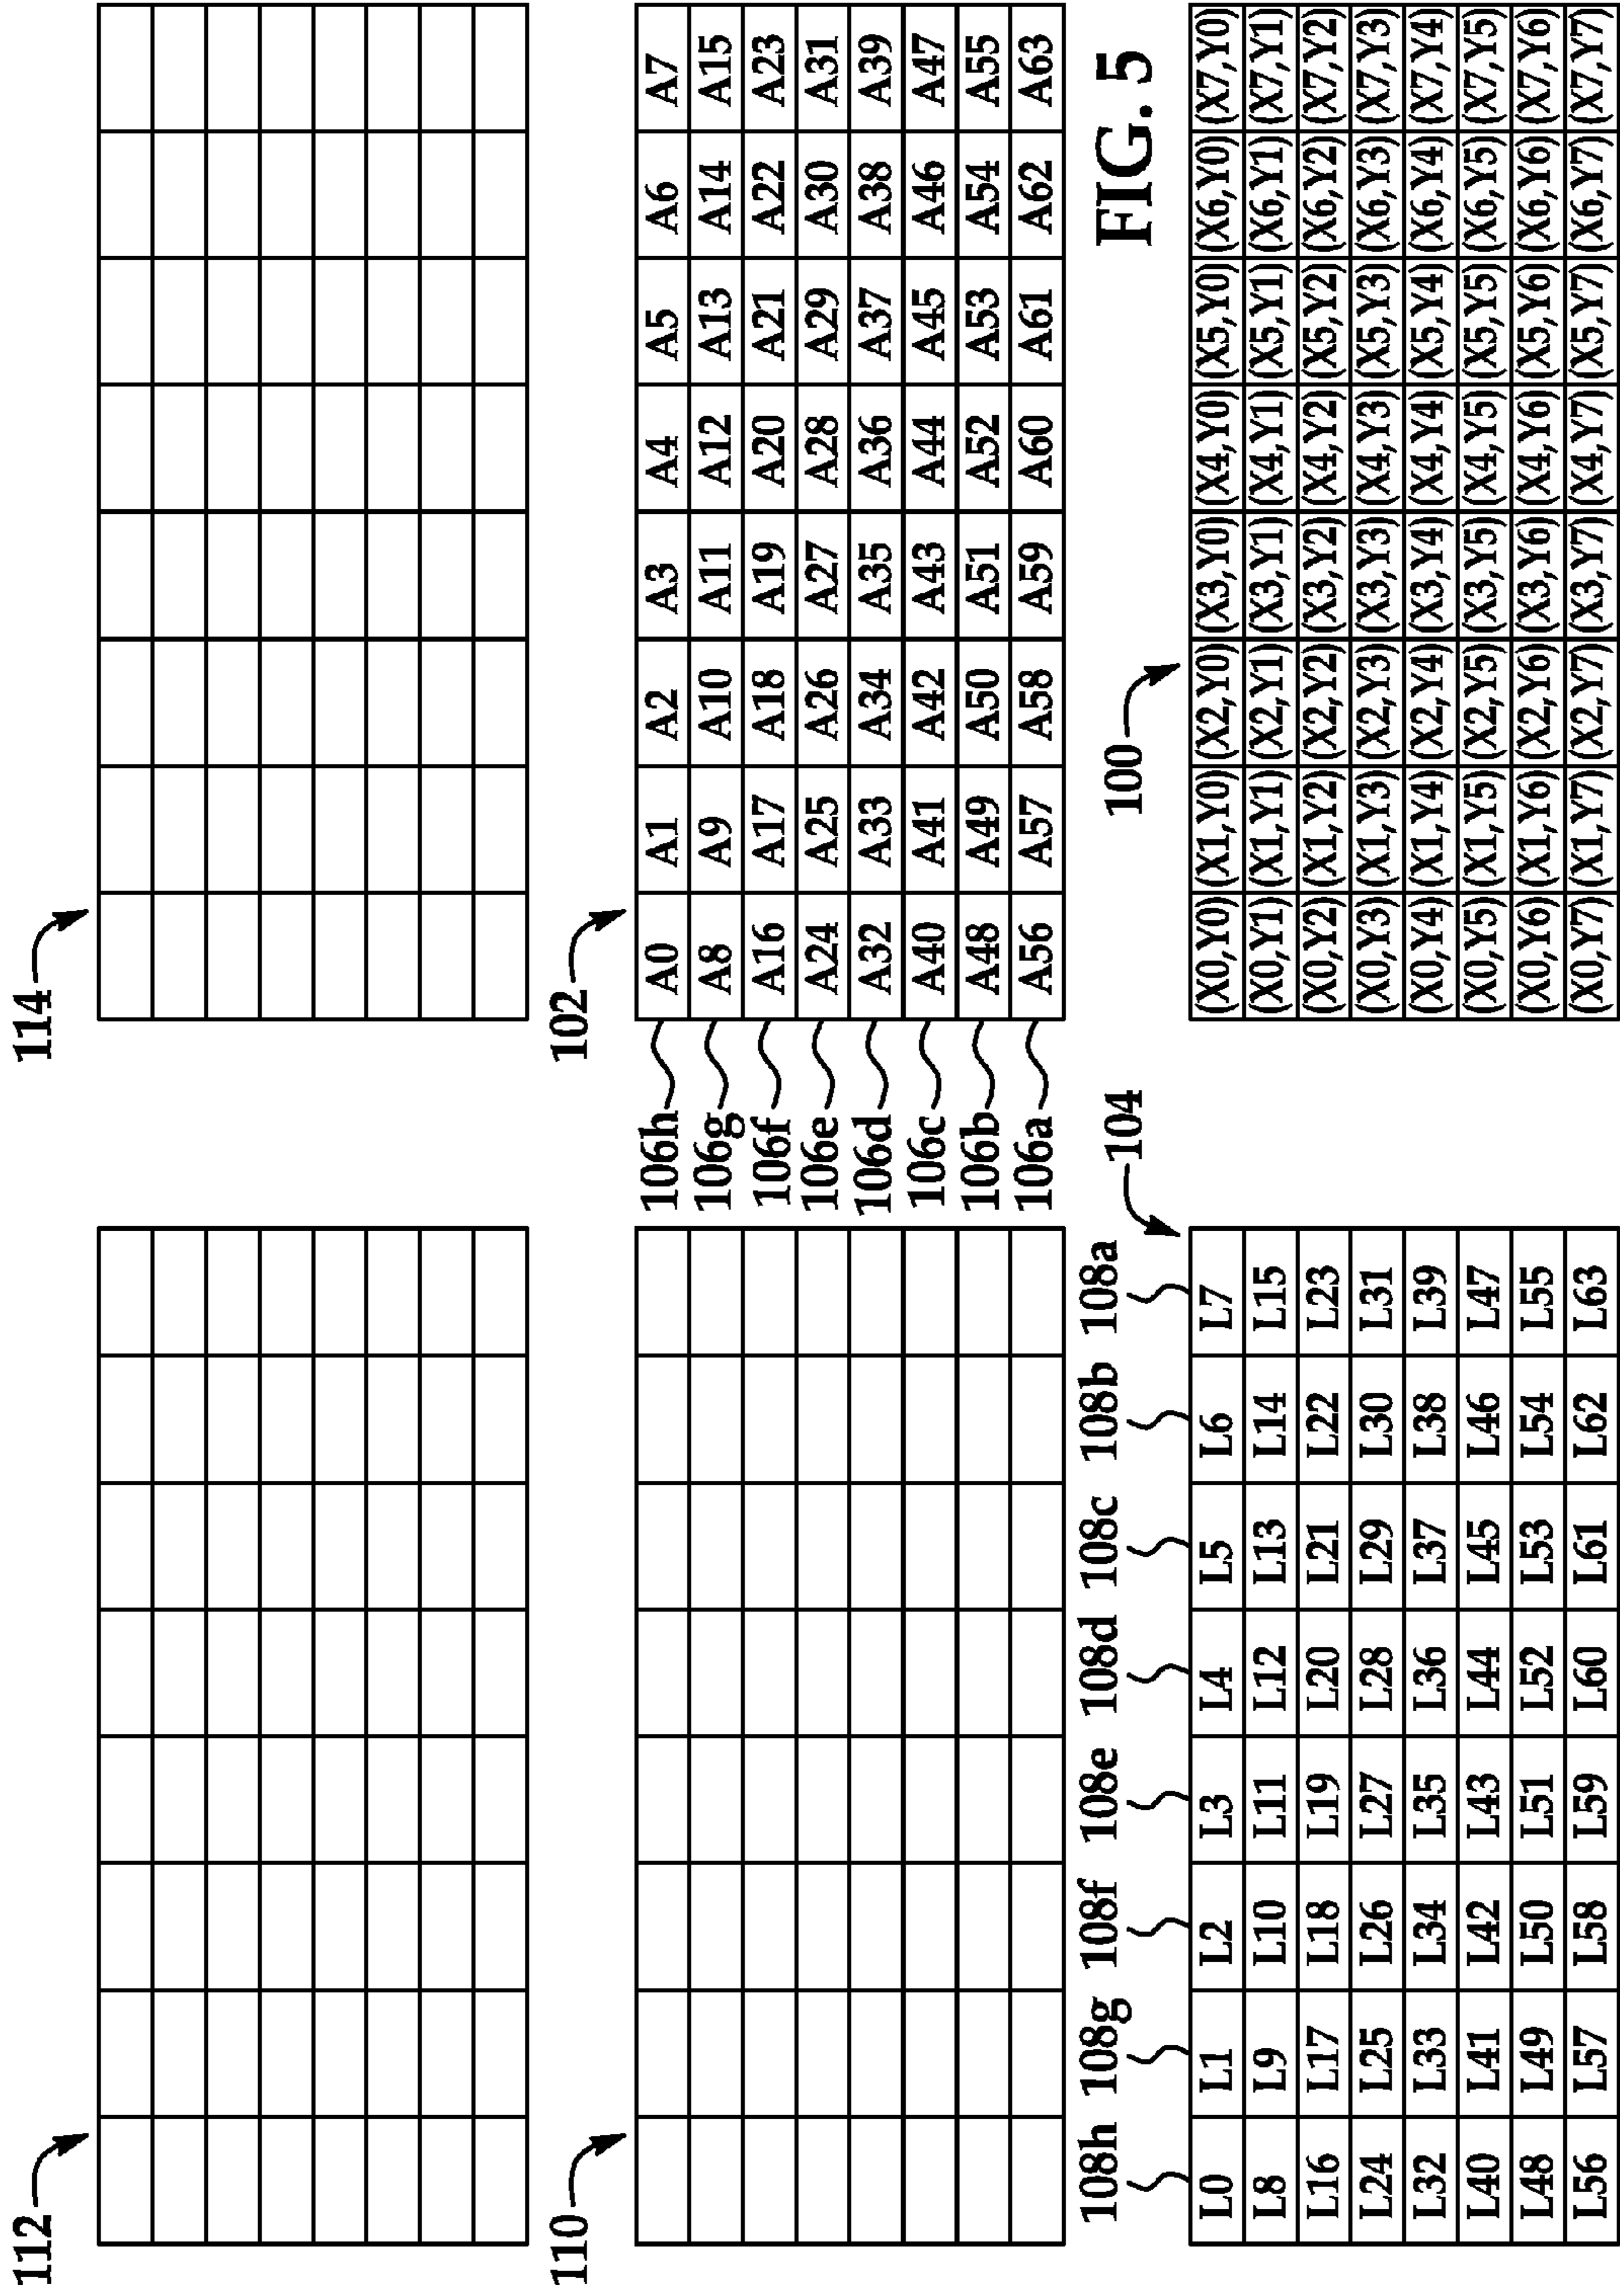 112
114
110
102
106h
A0 A1 A2 A3 A4 A5 A6 A7
106g
A8 A9 A10 A11 A12 A13 A14 A15
106f
A16 A17 A18 A19 A20 A21 A22 A23
106e
A24 A25 A26 A27 A28 A29 A30 A31
106d
A32 A33 A34 A35 A36 A37 A38 A39
106c
A40 A41 A42 A43 A44 A45 A46 A47
106b
A48 A49 A50 A51 A52 A53 A54 A55
106a
A56 A57 A58 A59 A60 A61 A62 A63
108h 108g 108f 108e 108d 108c 108b 108a
104
L0 L1 L2 L3 L4 L5 L6 L7
L8 L9 L10 L11 L12 L13 L14 L15
L16 L17 L18 L19 L20 L21 L22 L23
L24 L25 L26 L27 L28 L29 L30 L31
L32 L33 L34 L35 L36 L37 L38 L39
L40 L41 L42 L43 L44 L45 L46 L47
L48 L49 L50 L51 L52 L53 L54 L55
L56 L57 L58 L59 L60 L61 L62 L63
100
FIG. 5
(X0,Y0) (X1,Y0) (X2,Y0) (X3,Y0) (X4,Y0) (X5,Y0) (X6,Y0) (X7,Y0)
(X0,Y1) (X1,Y1) (X2,Y1) (X3,Y1) (X4,Y1) (X5,Y1) (X6,Y1) (X7,Y1)
(X0,Y2) (X1,Y2) (X2,Y2) (X3,Y2) (X4,Y2) (X5,Y2) (X6,Y2) (X7,Y2)
(X0,Y3) (X1,Y3) (X2,Y3) (X3,Y3) (X4,Y3) (X5,Y3) (X6,Y3) (X7,Y3)
(X0,Y4) (X1,Y4) (X2,Y4) (X3,Y4) (X4,Y4) (X5,Y4) (X6,Y4) (X7,Y4)
(X0,Y5) (X1,Y5) (X2,Y5) (X3,Y5) (X4,Y5) (X5,Y5) (X6,Y5) (X7,Y5)
(X0,Y6) (X1,Y6) (X2,Y6) (X3,Y6) (X4,Y6) (X5,Y6) (X6,Y6) (X7,Y6)
(X0,Y7) (X1,Y7) (X2,Y7) (X3,Y7) (X4,Y7) (X5,Y7) (X6,Y7) (X7,Y7)